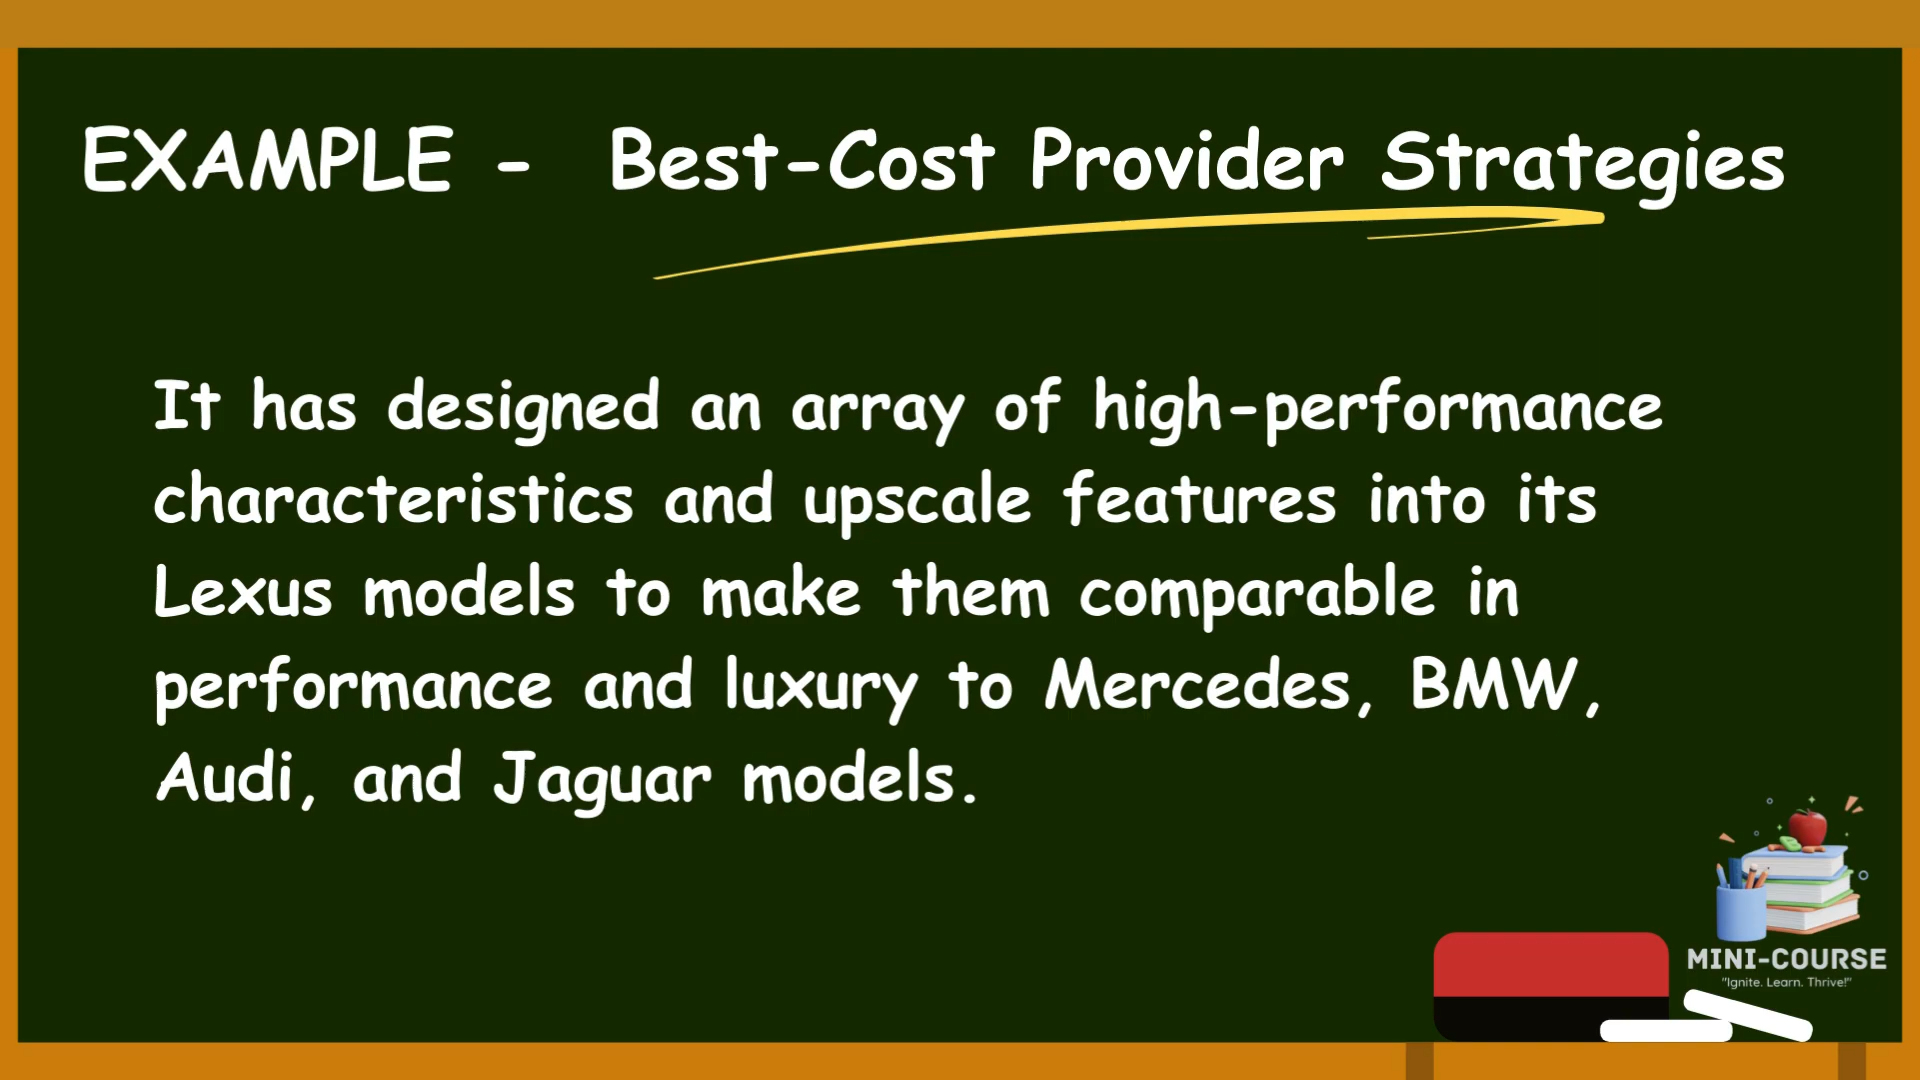 EXAMPLE - Best-Cost Provider Strategies
It has designed an array of high-performance
characteristics and upscale features into its
Lexus models to make them comparable in
performance and luxury to Mercedes, BMW,
Audi, and Jaguar models.
MINI-COURSE
"Ignite. Learn. Thrive!"